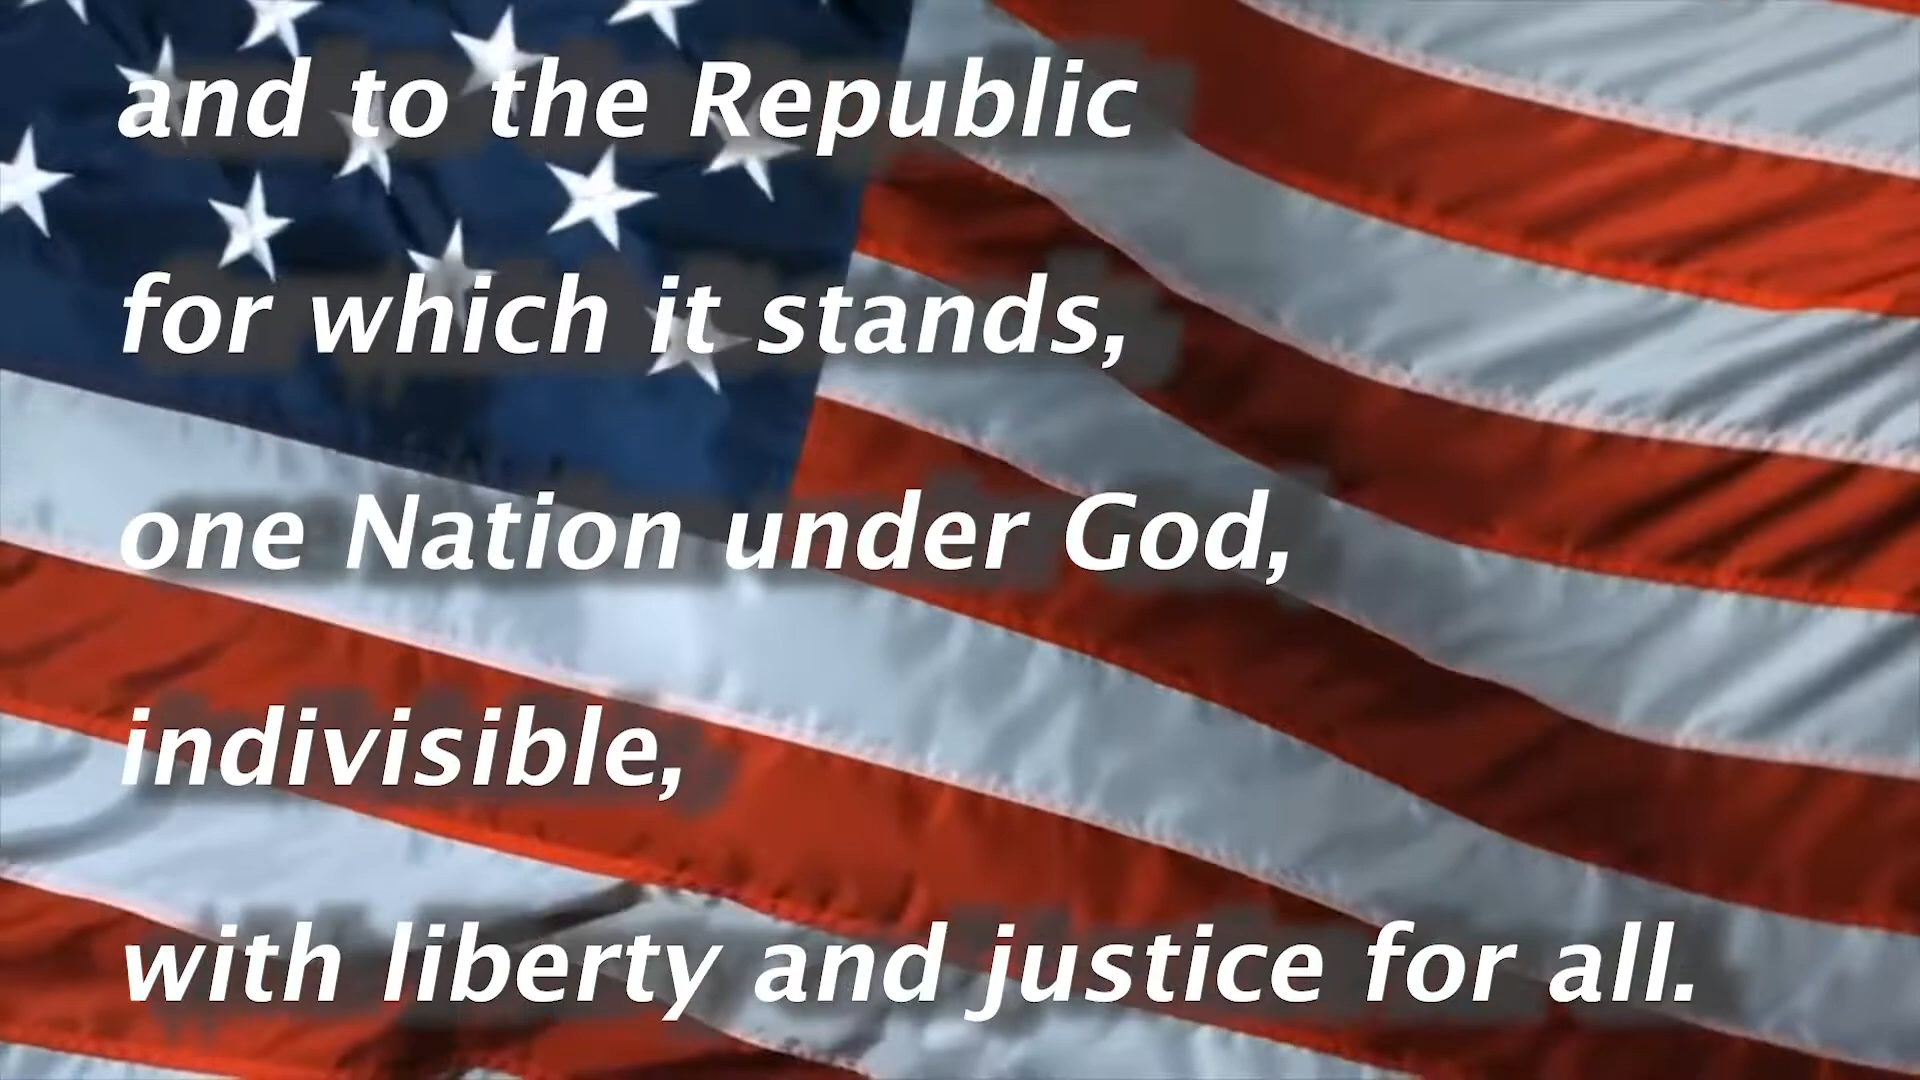 and to the Republic
for which it stands,
one Nation under God,
indivisible,
with liberty and justice for all.